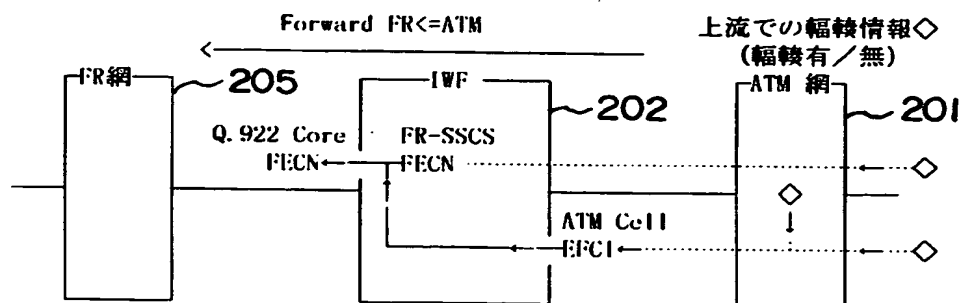 Forward FR<=ATM
上流での輻輳情報◇
(輻輳有/無)
FR網
205
IWF
202
ATM 網
201
Q.922 Core
FR-SSCS
FECN
FECN
ATM Cell
EFCI